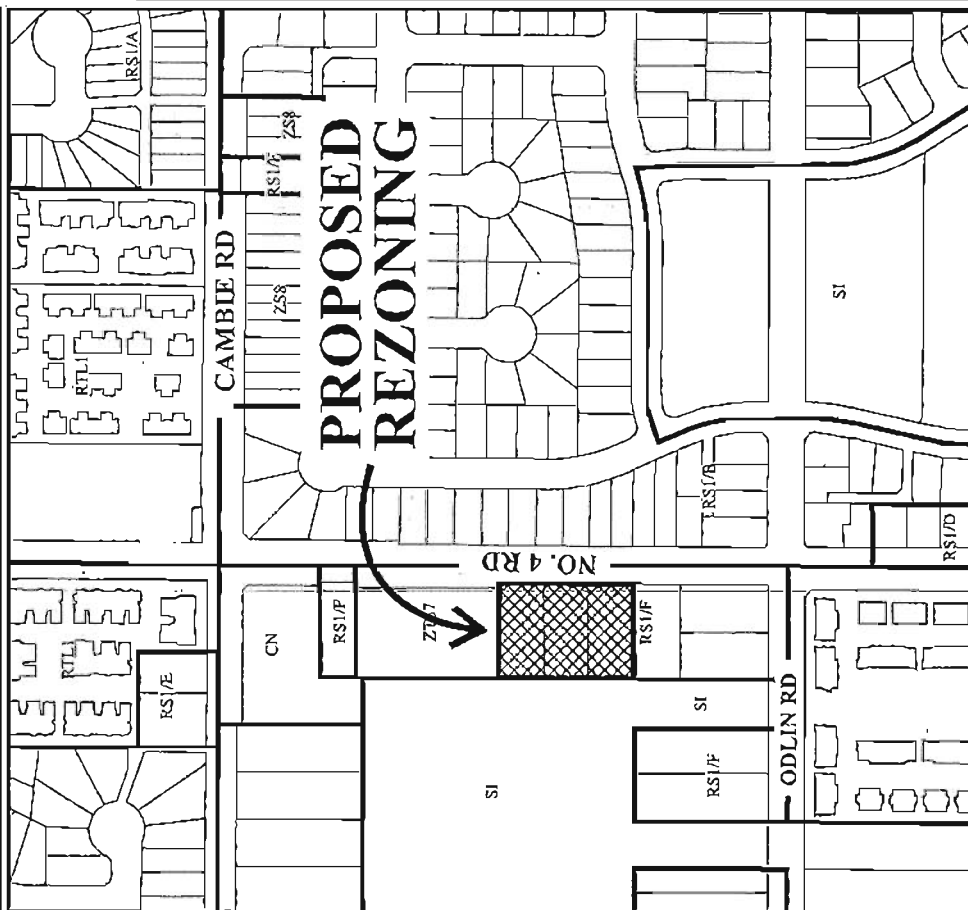 RS1/A
ZS8
RS1/F
PROPOSED
REZONING
CAMBIE RD
ZS8
SI
RTL1
RS1/B
NO. 4 RD
RS1/D
CN
RS1/F
RS1/F
RTL1
RS1/E
SI
ODLIN RD
RS1/F
SI